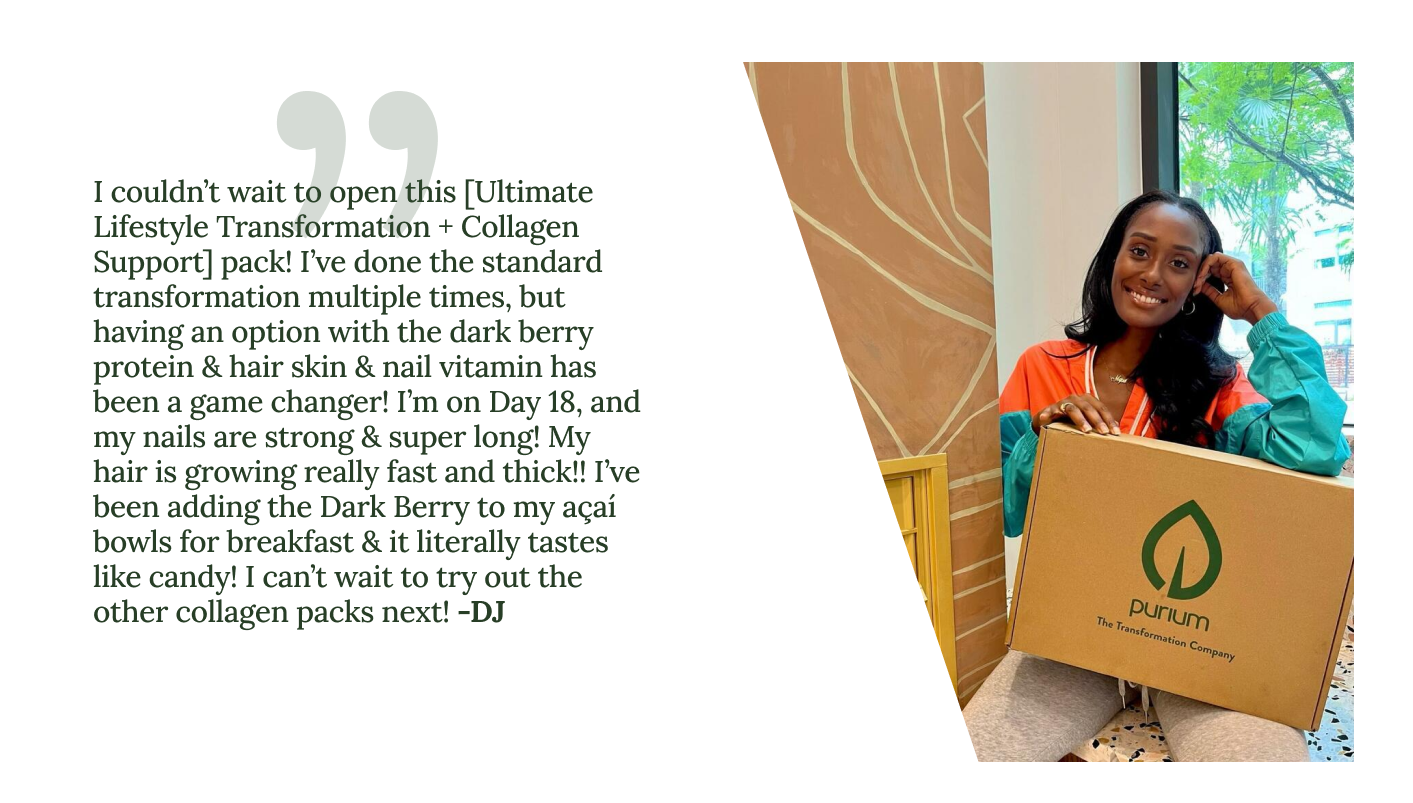 I couldn’t wait to open this [Ultimate
Lifestyle Transformation + Collagen
Support] pack! I’ve done the standard
transformation multiple times, but
having an option with the dark berry
protein & hair skin & nail vitamin has
been a game changer! I’m on Day 18, and
my nails are strong & super long! My
hair is growing really fast and thick!! I’ve
been adding the Dark Berry to my açaí
bowls for breakfast & it literally tastes
like candy! I can’t wait to try out the
other collagen packs next! -DJ
purium
The Transformation Company